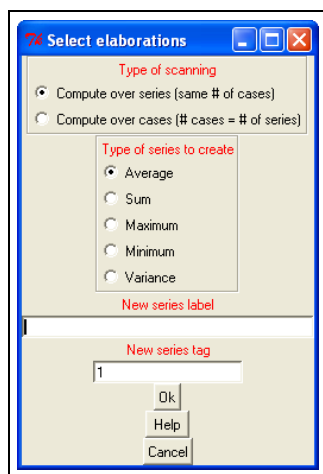 Select elaborations
Type of scanning
Compute over series (same # of cases)
Compute over cases (# cases = # of series)
Type of series to create
Average
Sum
Maximum
Minimum
Variance
New series label
New series tag
1
Ok
Help
Cancel